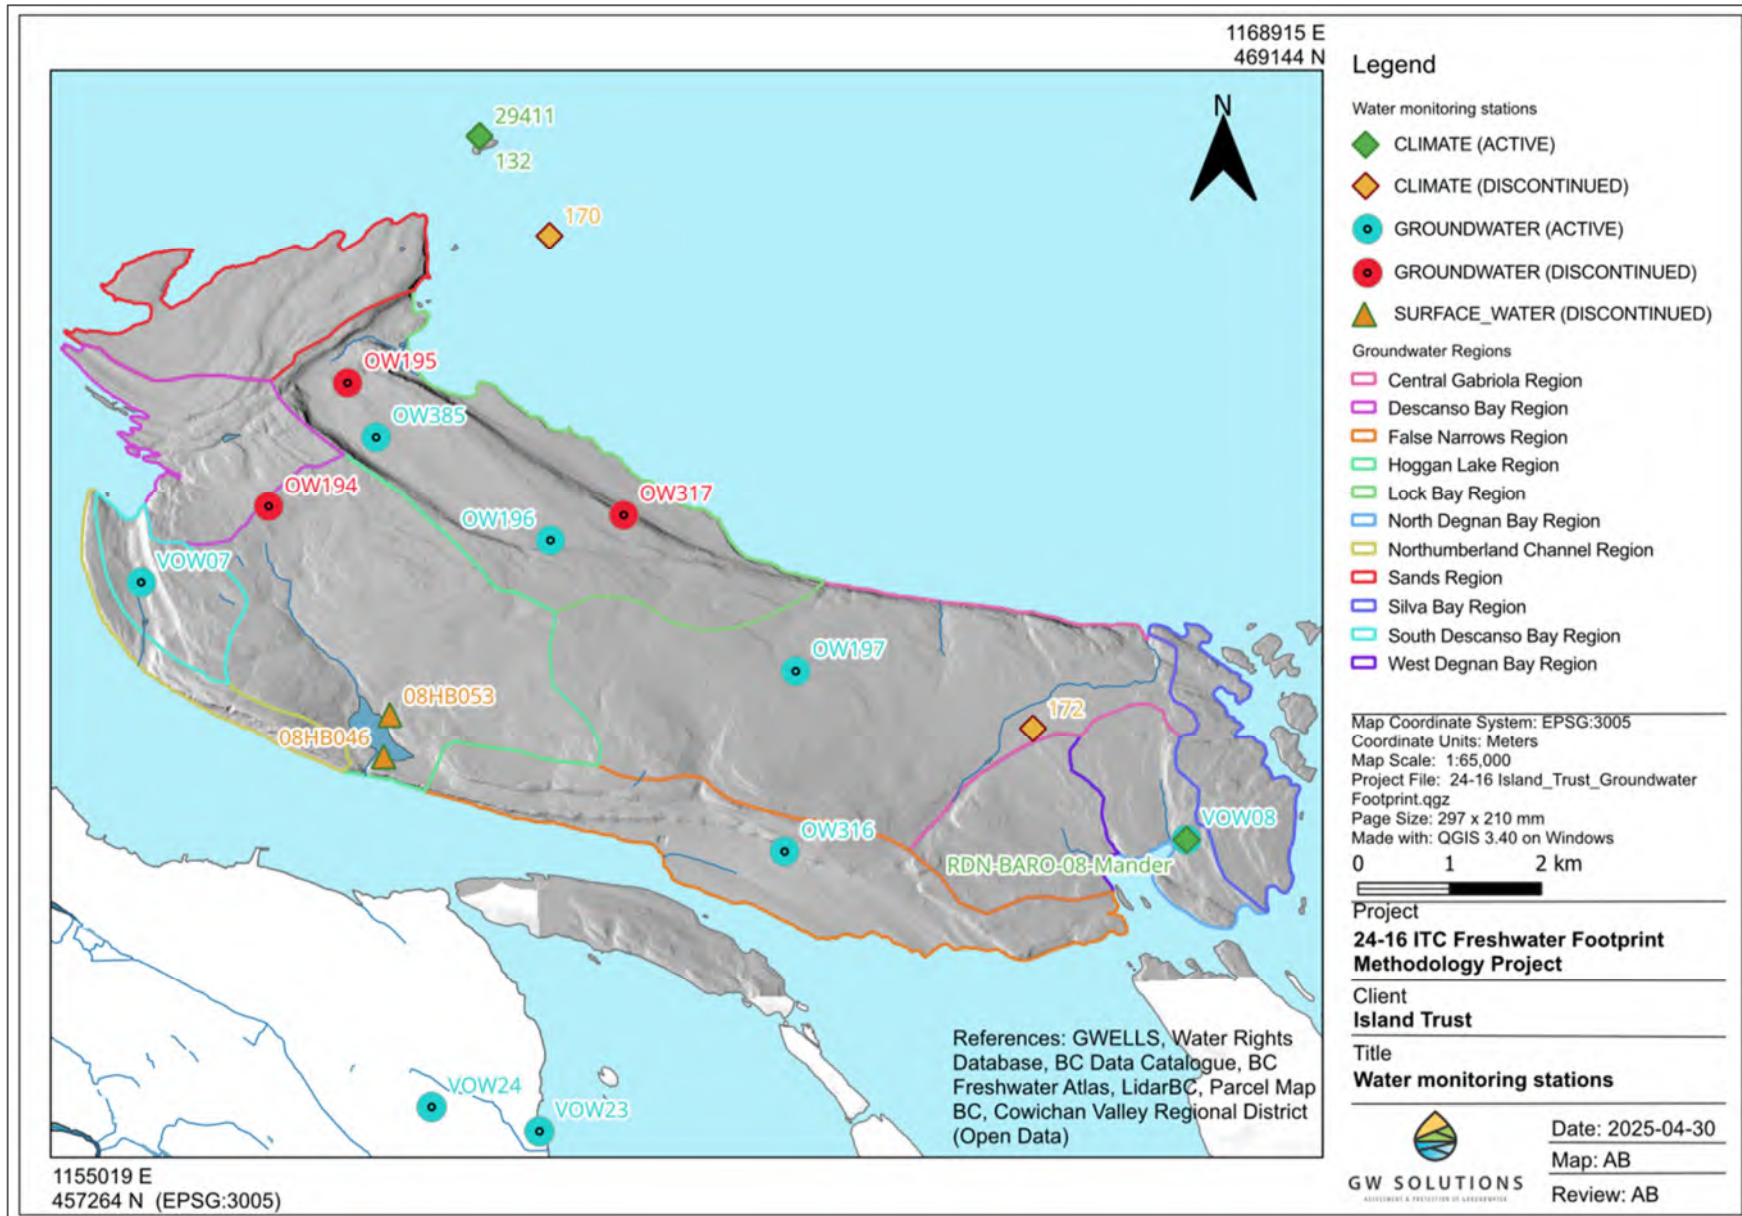 1168915 E
469144 N
N
29411
132
170
OW195
OW385
OW194
OW317
OW196
VOW07
OW197
08HB053
08HB046
172
OW316
VOW08
RDN-BARO-08-Mander
VOW24
VOW23
References: GWELLS, Water Rights
Database, BC Data Catalogue, BC
Freshwater Atlas, LidarBC, Parcel Map
BC, Cowichan Valley Regional District
(Open Data)
1155019 E
457264 N (EPSG:3005)
Legend
Water monitoring stations
CLIMATE (ACTIVE)
CLIMATE (DISCONTINUED)
GROUNDWATER (ACTIVE)
GROUNDWATER (DISCONTINUED)
SURFACE_WATER (DISCONTINUED)
Groundwater Regions
Central Gabriola Region
Descanso Bay Region
False Narrows Region
Hoggan Lake Region
Lock Bay Region
North Degnan Bay Region
Northumberland Channel Region
Sands Region
Silva Bay Region
South Descanso Bay Region
West Degnan Bay Region
Map Coordinate System: EPSG:3005
Coordinate Units: Meters
Map Scale: 1:65,000
Project File: 24-16 Island_Trust_Groundwater
Footprint.qgz
Page Size: 297 x 210 mm
Made with: QGIS 3.40 on Windows
0 1 2 km
Project
24-16 ITC Freshwater Footprint
Methodology Project
Client
Island Trust
Title
Water monitoring stations
GW SOLUTIONS
ASSESSMENT & PROTECTION OF GROUNDWATER
Date: 2025-04-30
Map: AB
Review: AB